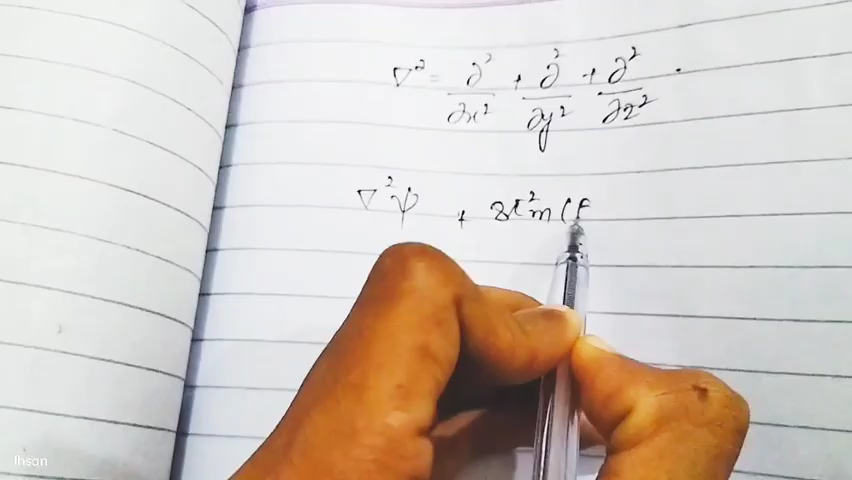 ∇² = ∂²/∂x² + ∂²/∂y² + ∂²/∂z² .
∇²ψ + 8π²m (E
Ihsan